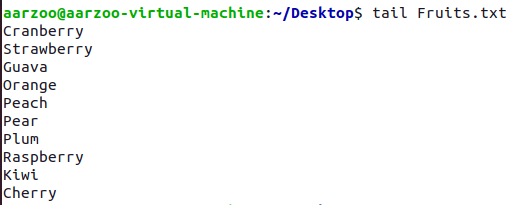 aarzoo@aarzoo-virtual-machine:~/Desktop$ tail Fruits.txt
Cranberry
Strawberry
Guava
Orange
Peach
Pear
Plum
Raspberry
Kiwi
Cherry